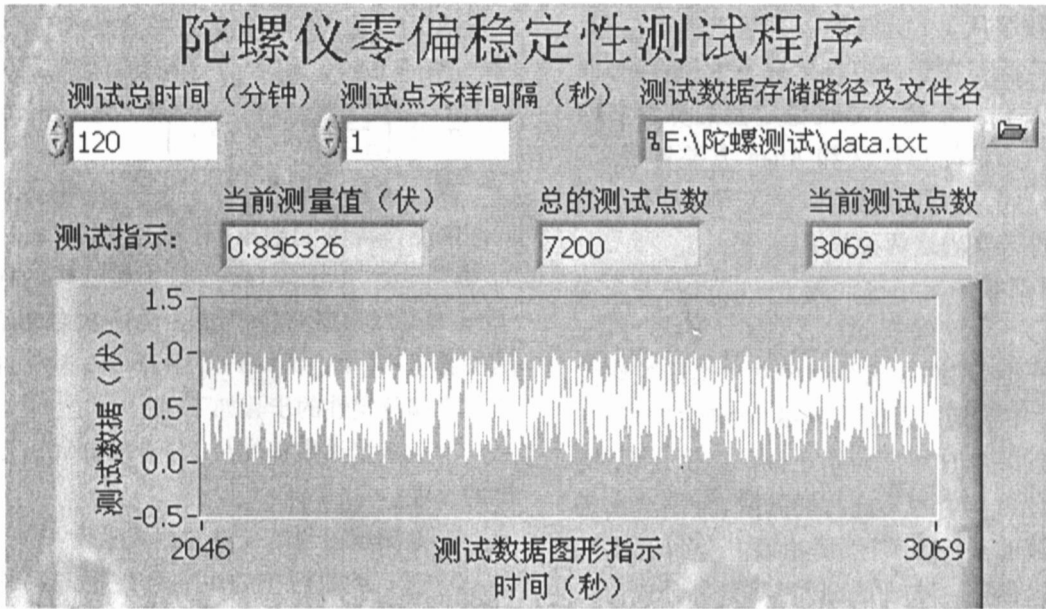 陀螺仪零偏稳定性测试程序
测试总时间（分钟） 测试点采样间隔（秒） 测试数据存储路径及文件名
120 1 E:\陀螺测试\data.txt
当前测量值（伏） 总的测试点数 当前测试点数
测试指示： 0.896326 7200 3069
1.5
1.0
0.5
0.0
-0.5
测试数据（伏）
2046 测试数据图形指示 3069
时间（秒）